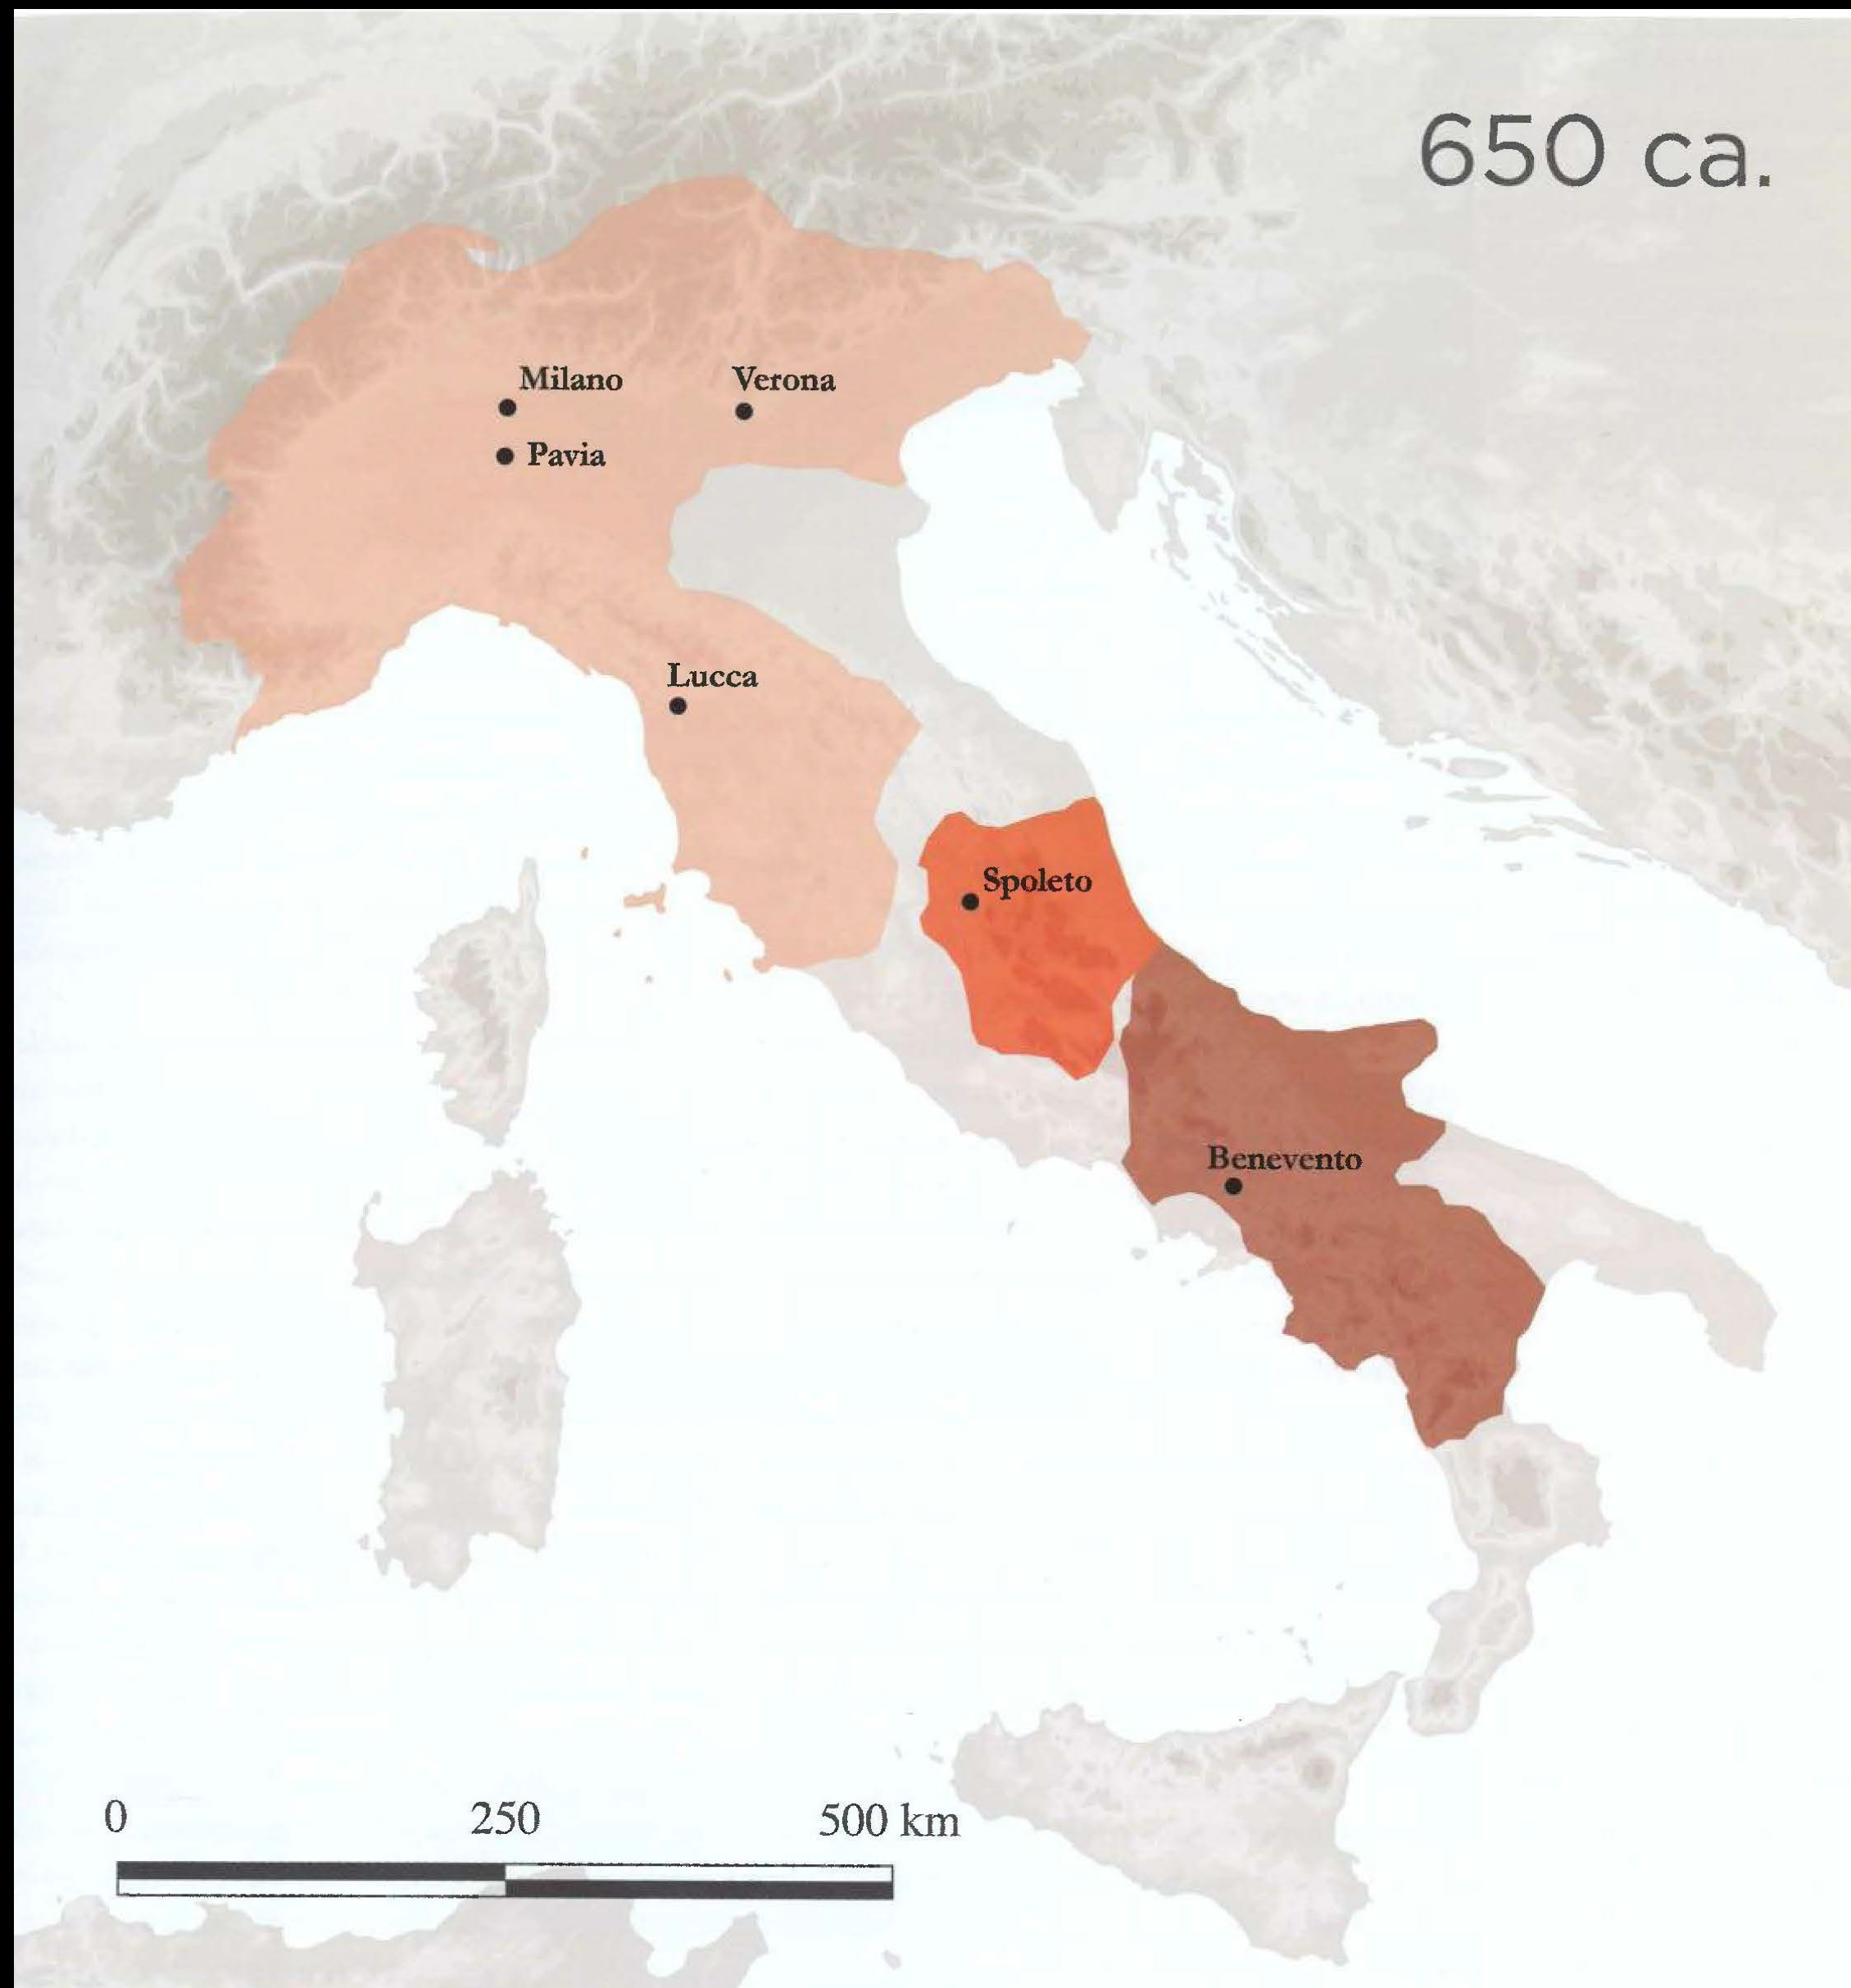 650 ca.
Milano
Verona
Pavia
Lucca
Spoleto
Benevento
0 250 500 km